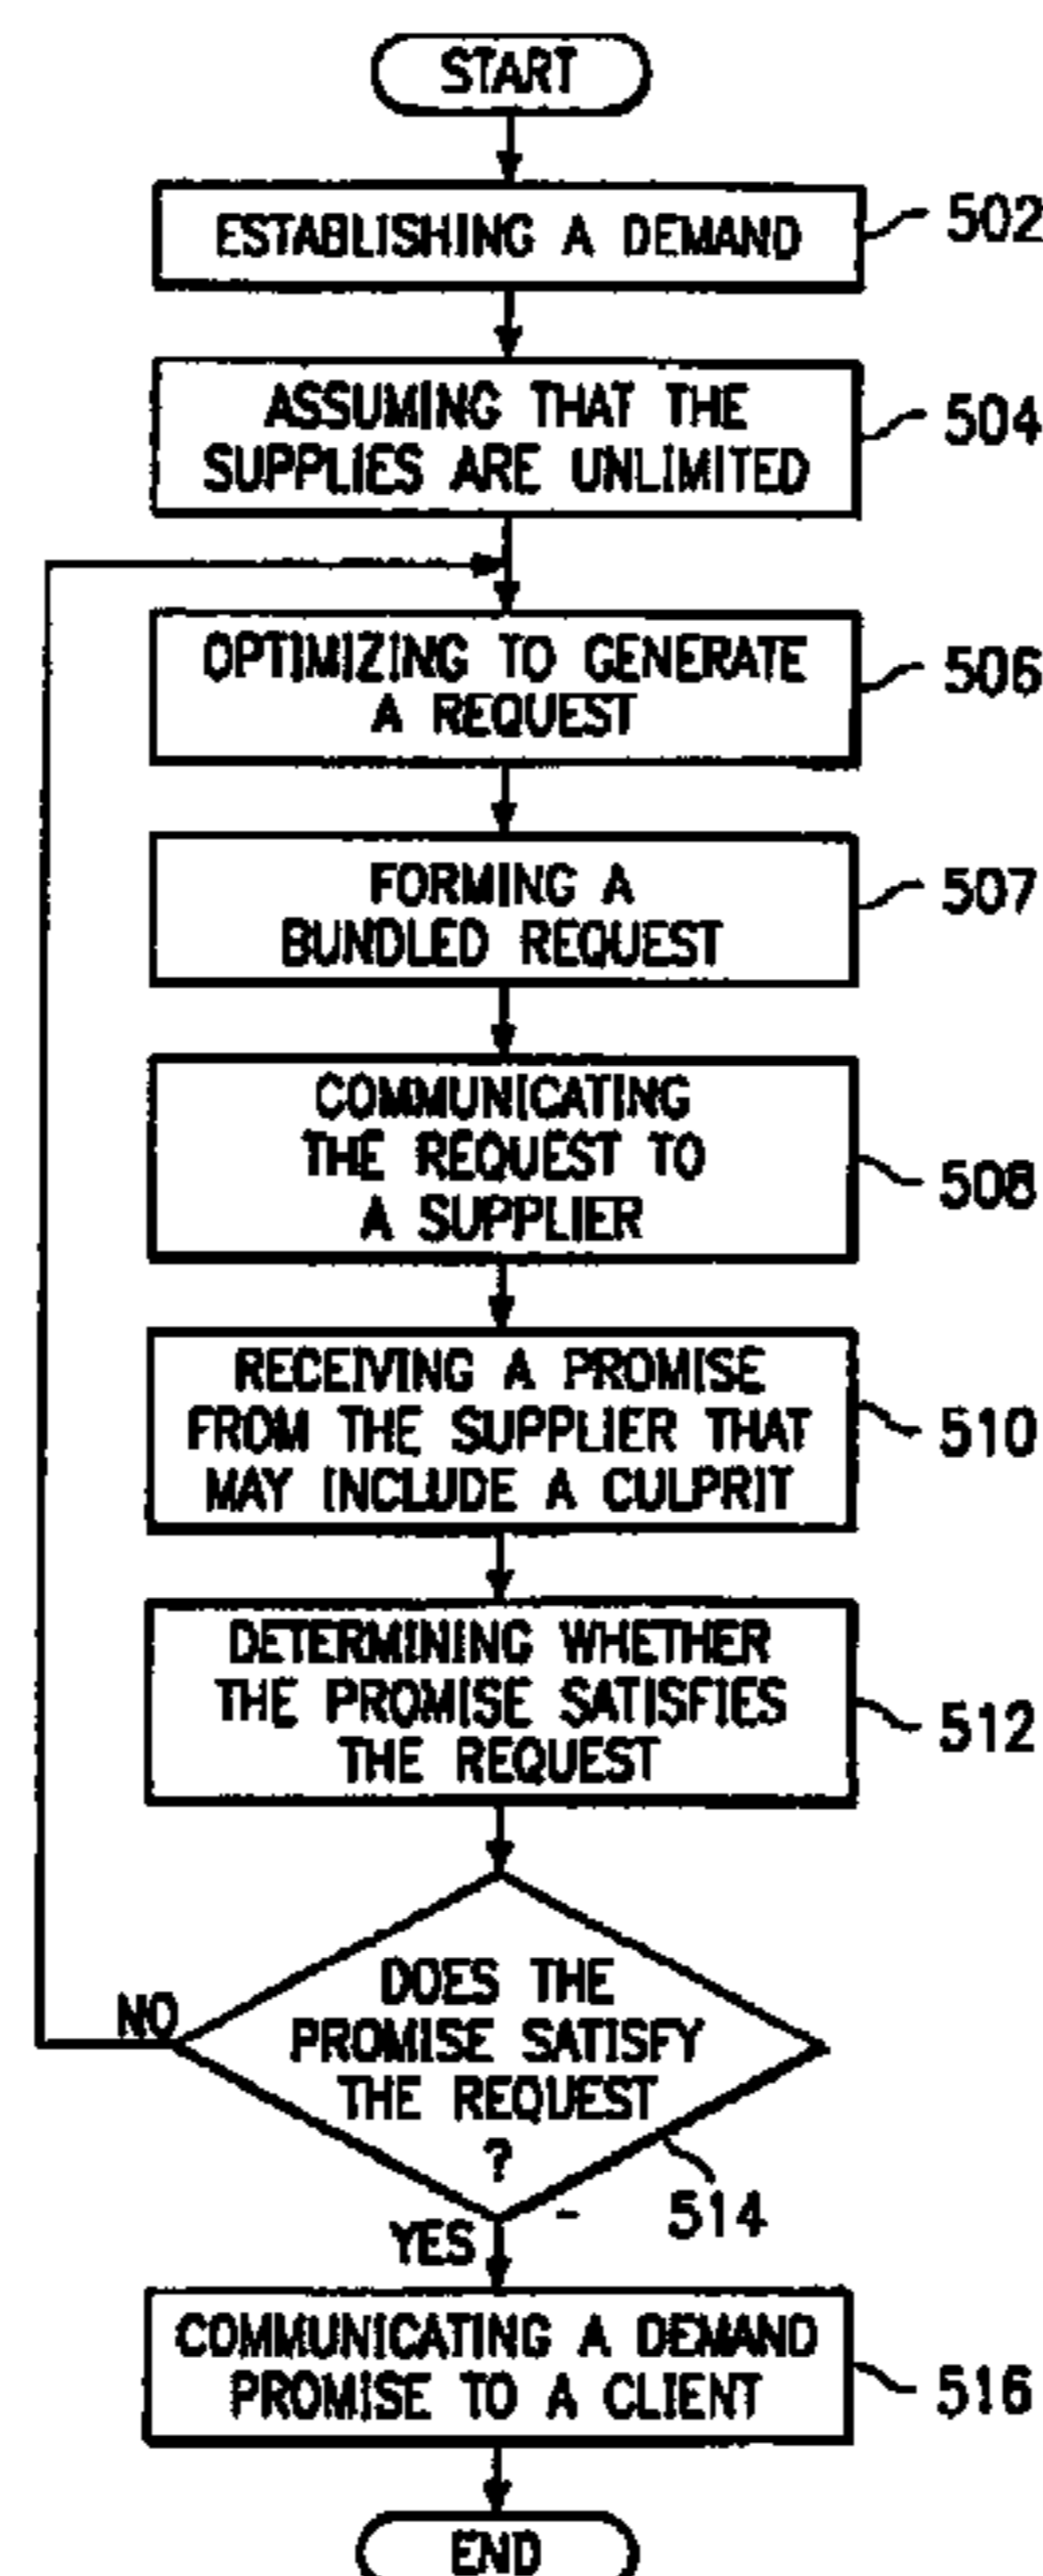 START
ESTABLISHING A DEMAND
502
ASSUMING THAT THE
SUPPLIES ARE UNLIMITED
504
OPTIMIZING TO GENERATE
A REQUEST
506
FORMING A
BUNDLED REQUEST
507
COMMUNICATING
THE REQUEST TO
A SUPPLIER
508
RECEIVING A PROMISE
FROM THE SUPPLIER THAT
MAY INCLUDE A CULPRIT
510
DETERMINING WHETHER
THE PROMISE SATISFIES
THE REQUEST
512
DOES THE
PROMISE SATISFY
THE REQUEST
?
NO
514
YES
COMMUNICATING A DEMAND
PROMISE TO A CLIENT
516
END